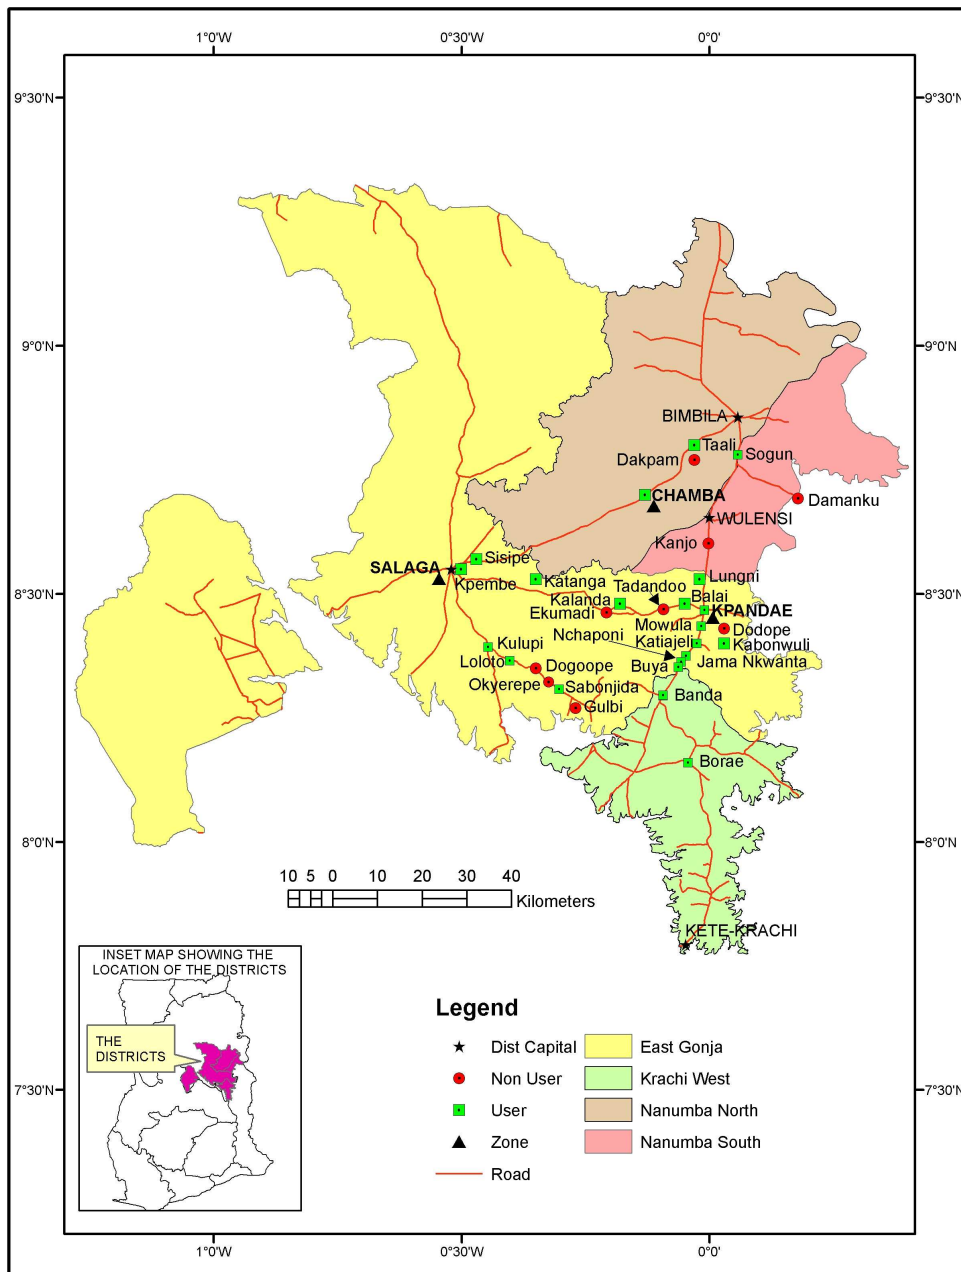 1°0'W
0°30'W
0°0'
9°30'N
9°30'N
9°0'N
9°0'N
BIMBILA
Taali
Sogun
Dakpam
CHAMBA
Damanku
WULENSI
Kanjo
Sisipe
SALAGA
Kpembe
Katanga
Tadandoo
Lungni
8°30'N
8°30'N
Kalanda
Balai
Ekumadi
KPANDAE
Mowula
Dodope
Nchaponi
Katiajeli
Kabonwuli
Kulupi
Loloto
Dogoope
Buya
Jama Nkwanta
Okyerepe
Sabonjida
Banda
Gulbi
Borae
8°0'N
8°0'N
10 5 0 10 20 30 40
Kilometers
KETE-KRACHI
INSET MAP SHOWING THE
LOCATION OF THE DISTRICTS
THE
DISTRICTS
Legend
Dist Capital
East Gonja
Non User
Krachi West
User
Nanumba North
Zone
Nanumba South
Road
7°30'N
7°30'N
1°0'W
0°30'W
0°0'